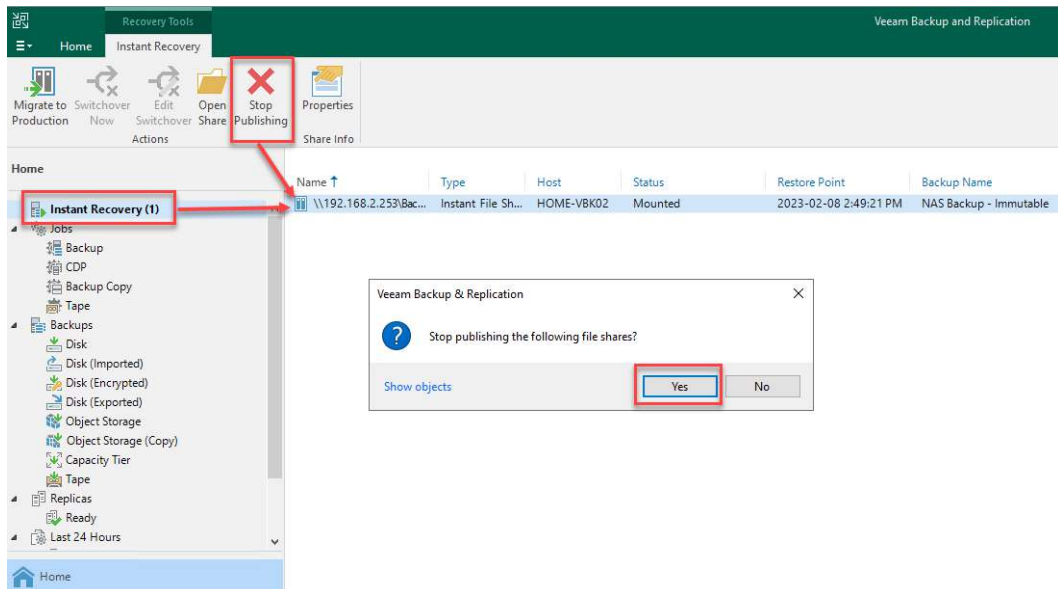 Recovery Tools
Veeam Backup and Replication
Home Instant Recovery
Migrate to Production
Switchover Now
Edit Switchover
Open Share
Stop Publishing
Properties
Actions
Share Info
Home
Name Type Host Status Restore Point Backup Name
\\192.168.2.253\Bac... Instant File Sh... HOME-VBK02 Mounted 2023-02-08 2:49:21 PM NAS Backup - Immutable
Instant Recovery (1)
Jobs
Backup
CDP
Backup Copy
Tape
Backups
Disk
Disk (Imported)
Disk (Encrypted)
Disk (Exported)
Object Storage
Object Storage (Copy)
Capacity Tier
Tape
Replicas
Ready
Last 24 Hours
Home
Veeam Backup & Replication
Stop publishing the following file shares?
Show objects
Yes
No